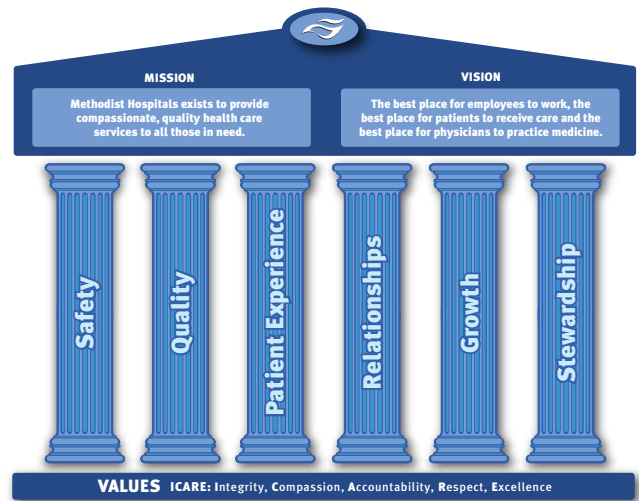 MISSION
Methodist Hospitals exists to provide
compassionate, quality health care
services to all those in need.
VISION
The best place for employees to work, the
best place for patients to receive care and the
best place for physicians to practice medicine.
Safety
Quality
Patient Experience
Relationships
Growth
Stewardship
VALUES ICARE: Integrity, Compassion, Accountability, Respect, Excellence